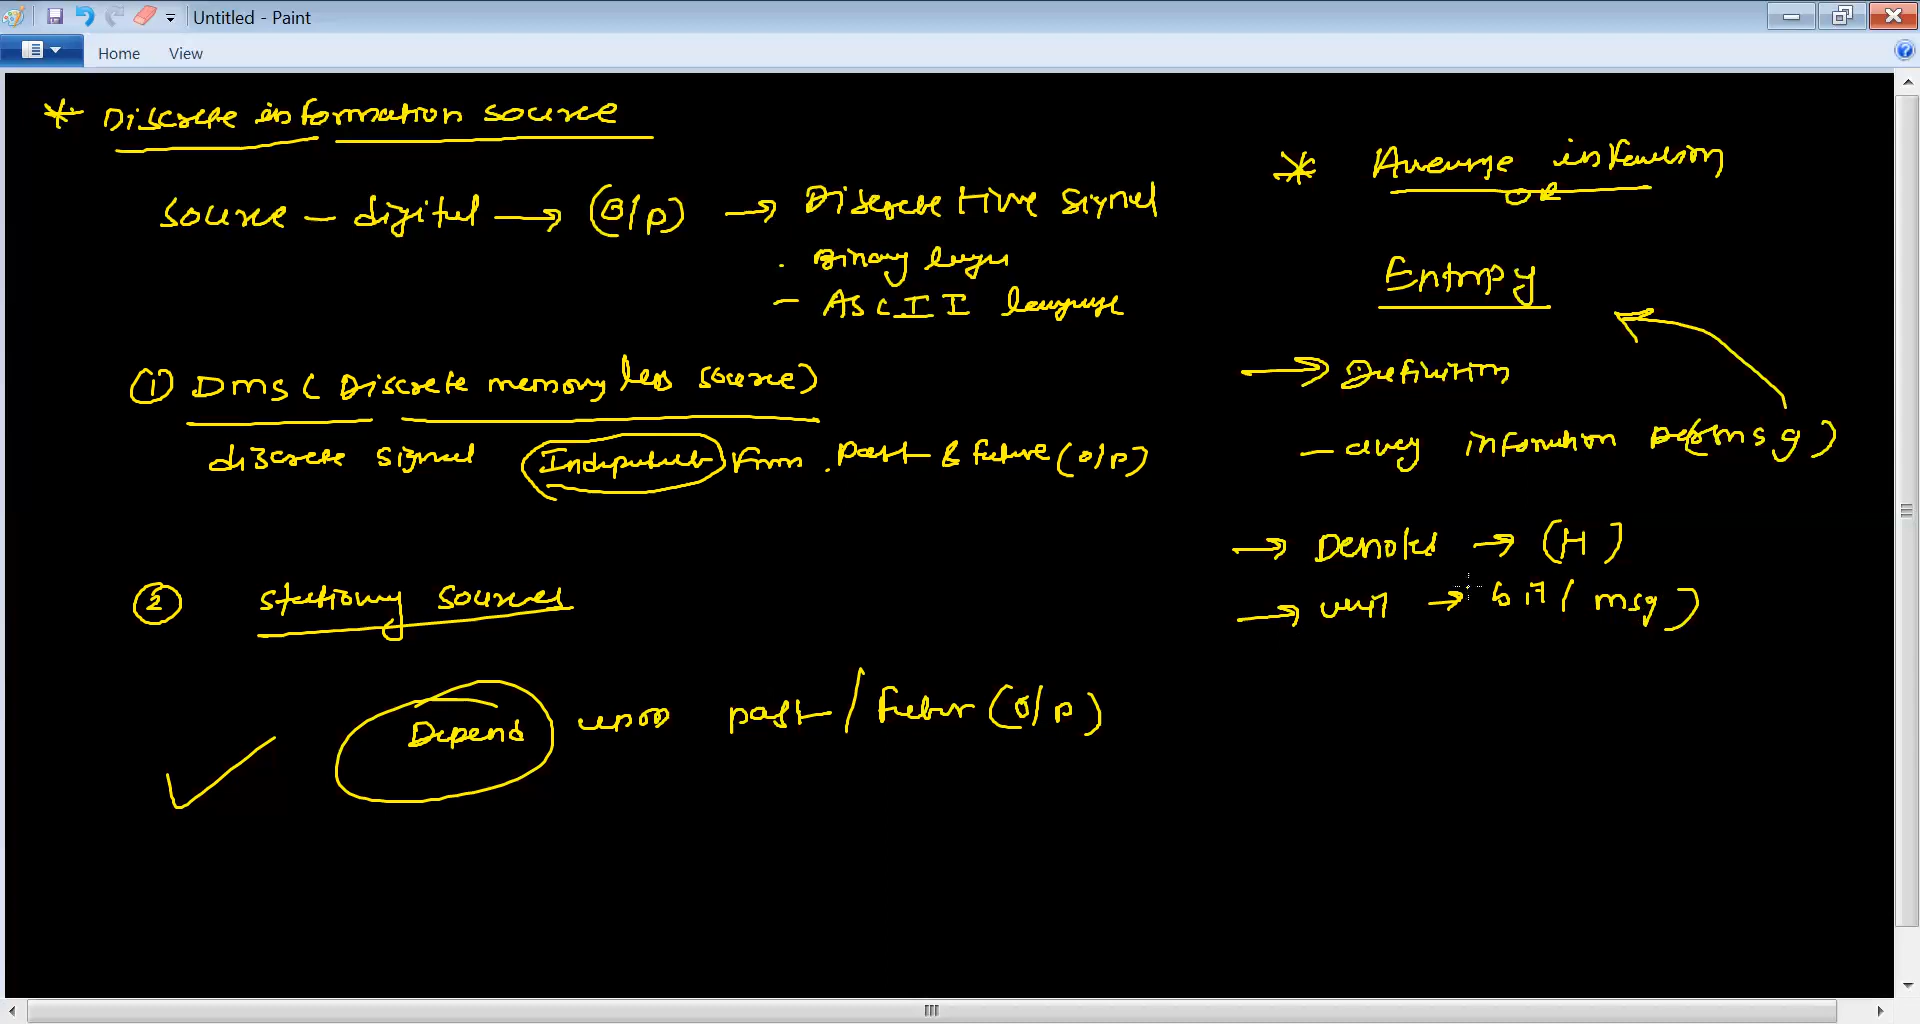 Untitled - Paint
Home View
* Discrete information source
source - digital → (O/p) → Discrete time signal
. Binary
- ASCII language
① DMS (Discrete memory less source)
discrete signal Independent from . past & future (O/p)
② stationary sources
Depend upon past / future (O/p)
* Average information
OR
Entropy
→ Definition
- avg information per (msg)
→ Denoted → (H)
→ unit → bit / msg)